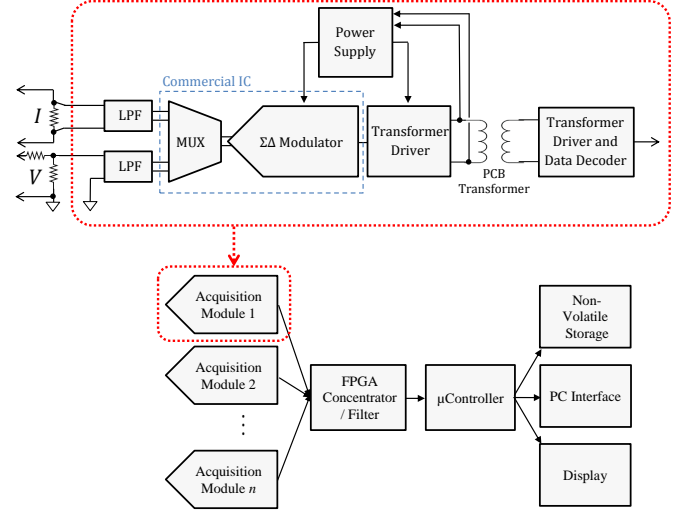 Power
Supply
Commercial IC
I
LPF
MUX
ΣΔ Modulator
Transformer
Driver
Transformer
Driver and
Data Decoder
V
LPF
PCB
Transformer
Acquisition
Module 1
Acquisition
Module 2
⋮
Acquisition
Module n
FPGA
Concentrator
/ Filter
μController
Non-
Volatile
Storage
PC Interface
Display